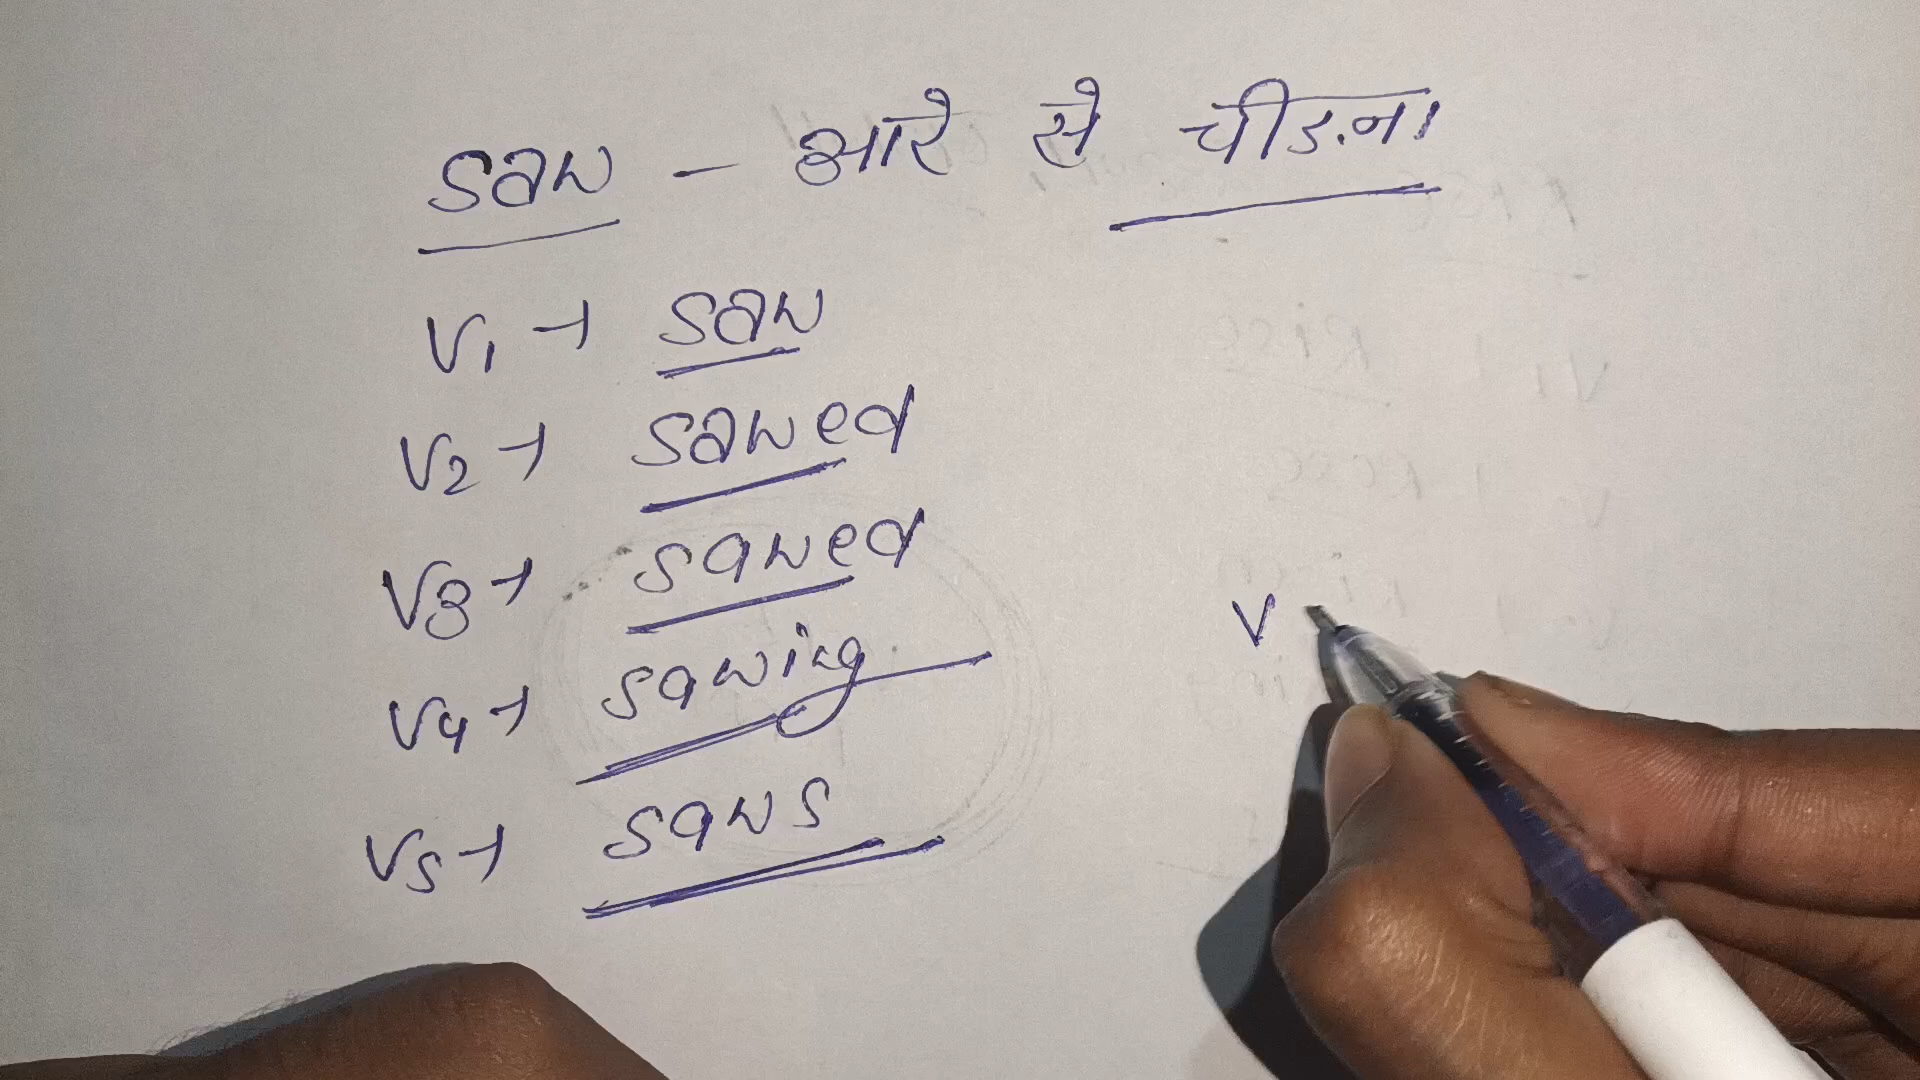 saw - आरे से चीड़ना
V1 → saw
V2 → sawed
V3 → sawed
V4 → sawing
V5 → saws
V